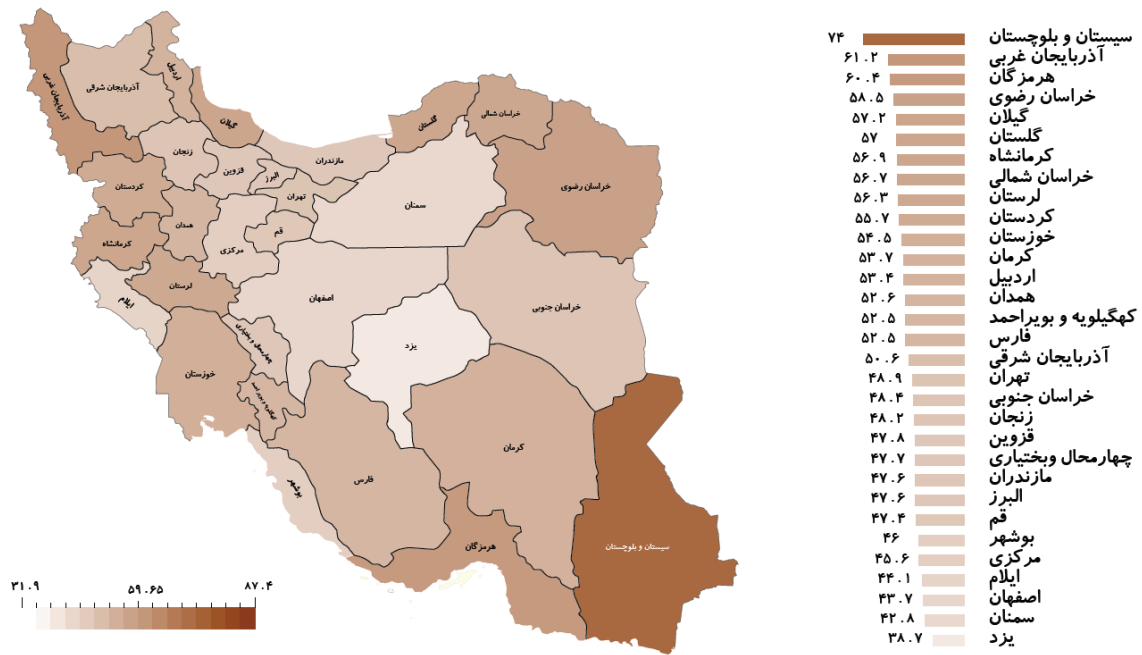 سیستان و بلوچستان ۷۴
آذربایجان غربی ۶۱.۲
هرمزگان ۶۰.۴
خراسان رضوی ۵۸.۵
گیلان ۵۷.۲
گلستان ۵۷
کرمانشاه ۵۶.۹
خراسان شمالی ۵۶.۷
لرستان ۵۶.۳
کردستان ۵۵.۷
خوزستان ۵۴.۵
کرمان ۵۳.۷
اردبیل ۵۳.۴
همدان ۵۲.۶
کهگیلویه و بویراحمد ۵۲.۵
فارس ۵۲.۵
آذربایجان شرقی ۵۰.۶
تهران ۴۸.۹
خراسان جنوبی ۴۸.۴
زنجان ۴۸.۲
قزوین ۴۷.۸
چهارمحال وبختیاری ۴۷.۷
مازندران ۴۷.۶
البرز ۴۷.۶
قم ۴۷.۴
بوشهر ۴۶
مرکزی ۴۵.۶
ایلام ۴۴.۱
اصفهان ۴۳.۷
سمنان ۴۲.۸
یزد ۳۸.۷
آذربایجان غربی
آذربایجان شرقی
اردبیل
گیلان
گلستان
خراسان شمالی
زنجان
مازندران
قزوین
البرز
تهران
خراسان رضوی
کردستان
سمنان
همدان
قم
کرمانشاه
مرکزی
لرستان
ایلام
اصفهان
خراسان جنوبی
چهارمحال و بختیاری
یزد
خوزستان
کهگیلویه و بویر احمد
کرمان
فارس
بوشهر
هرمزگان
سیستان و بلوچستان
۳۱.۹
۵۹.۶۵
۸۷.۴